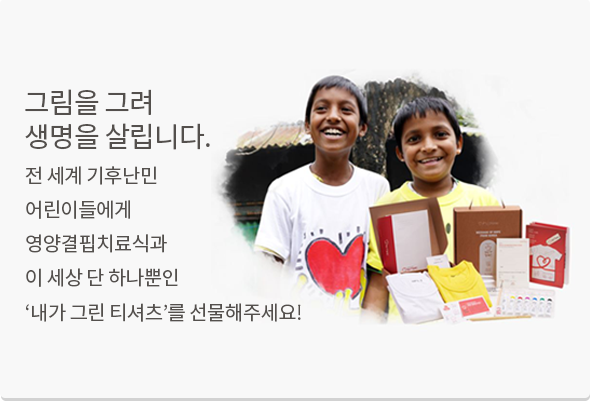 그림을 그려
생명을 살립니다.
전 세계 기후난민
어린이들에게
영양결핍치료식과
이 세상 단 하나뿐인
‘내가 그린 티셔츠’를 선물해주세요!